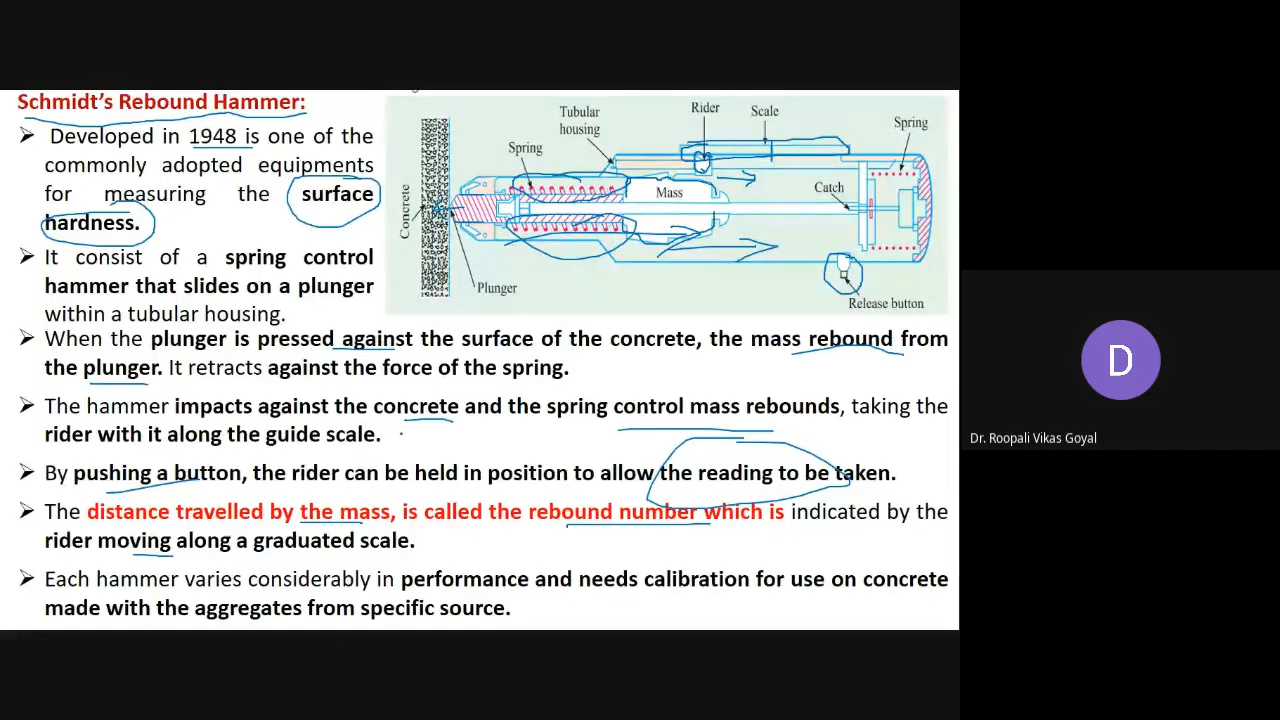 Schmidt's Rebound Hammer:
➢ Developed in 1948 is one of the
commonly adopted equipments
for measuring the surface
hardness.
➢ It consist of a spring control
hammer that slides on a plunger
within a tubular housing.
Tubular
housing
Rider
Scale
Spring
Spring
Mass
Catch
Concrete
Plunger
Release button
➢ When the plunger is pressed against the surface of the concrete, the mass rebound from
the plunger. It retracts against the force of the spring.
➢ The hammer impacts against the concrete and the spring control mass rebounds, taking the
rider with it along the guide scale.
➢ By pushing a button, the rider can be held in position to allow the reading to be taken.
➢ The distance travelled by the mass, is called the rebound number which is indicated by the
rider moving along a graduated scale.
➢ Each hammer varies considerably in performance and needs calibration for use on concrete
made with the aggregates from specific source.
D
Dr. Roopali Vikas Goyal